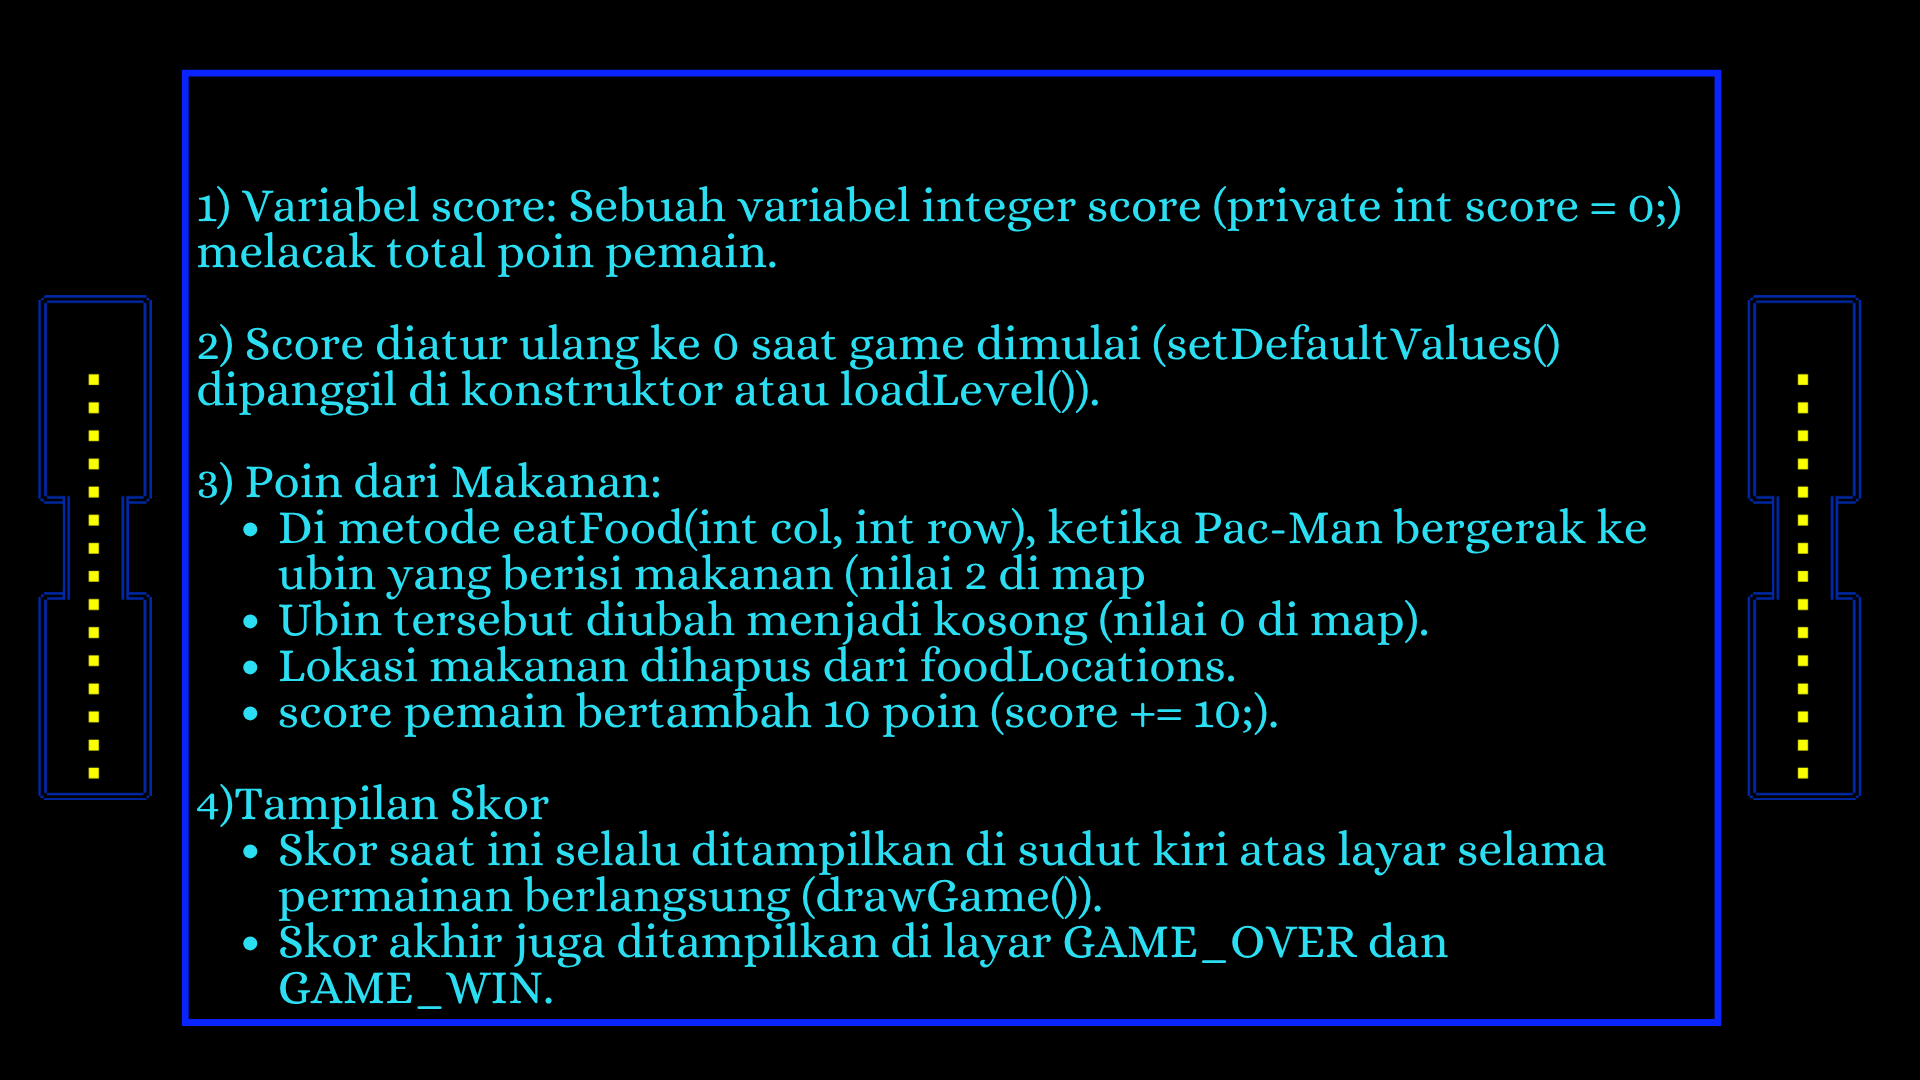 1) Variabel score: Sebuah variabel integer score (private int score = 0;)
melacak total poin pemain.
2) Score diatur ulang ke 0 saat game dimulai (setDefaultValues()
dipanggil di konstruktor atau loadLevel()).
3) Poin dari Makanan:
• Di metode eatFood(int col, int row), ketika Pac-Man bergerak ke
ubin yang berisi makanan (nilai 2 di map
• Ubin tersebut diubah menjadi kosong (nilai 0 di map).
• Lokasi makanan dihapus dari foodLocations.
• score pemain bertambah 10 poin (score += 10;).
4)Tampilan Skor
• Skor saat ini selalu ditampilkan di sudut kiri atas layar selama
permainan berlangsung (drawGame()).
• Skor akhir juga ditampilkan di layar GAME_OVER dan
GAME_WIN.